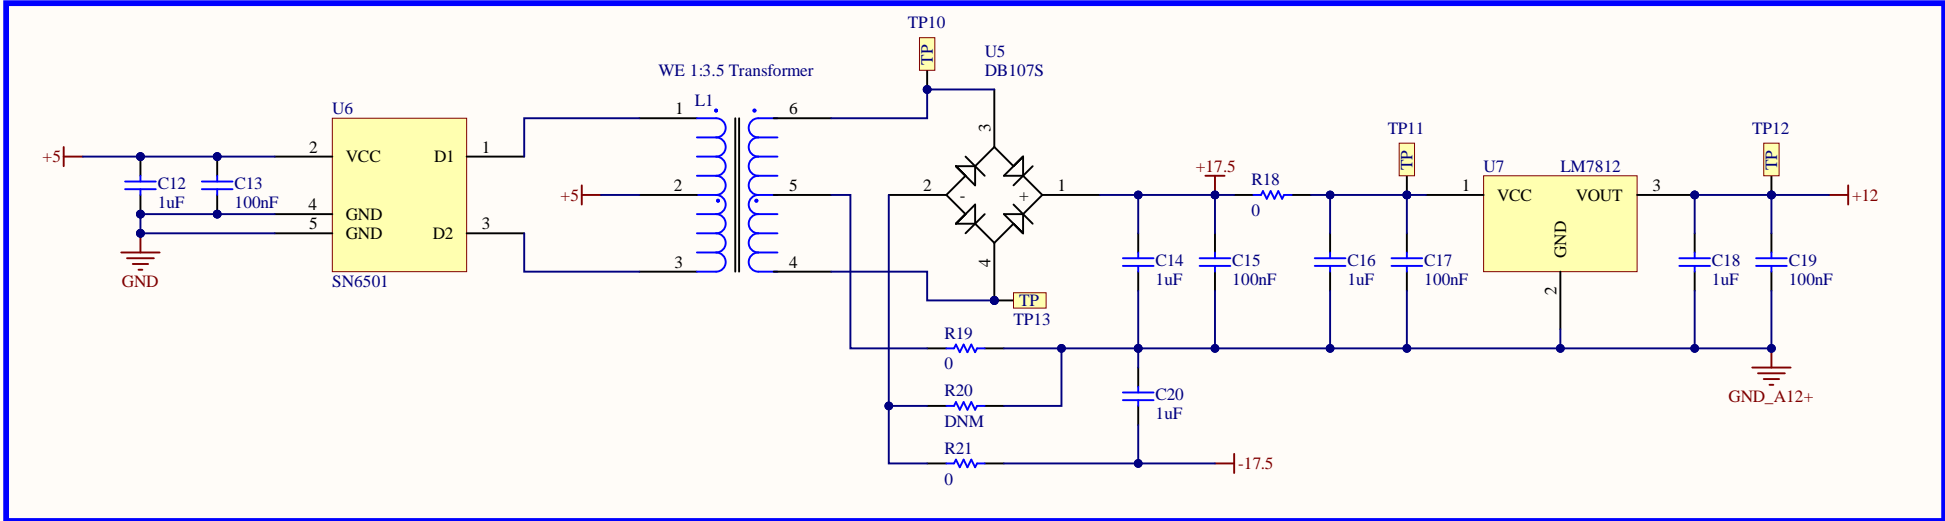 TP10
TP
U5
DB107S
WE 1:3.5 Transformer
L1
U6
2 VCC D1 1
4 GND
5 GND D2 3
SN6501
+5
C12
1uF
C13
100nF
GND
1
2
3
+5
6
5
4
3
2
- +
1
4
TP
TP13
+17.5
R18
0
TP11
TP
U7 LM7812
1 VCC VOUT 3
GND
2
TP12
TP
+12
C14
1uF
C15
100nF
C16
1uF
C17
100nF
C18
1uF
C19
100nF
R19
0
R20
DNM
R21
0
C20
1uF
-17.5
GND_A12+